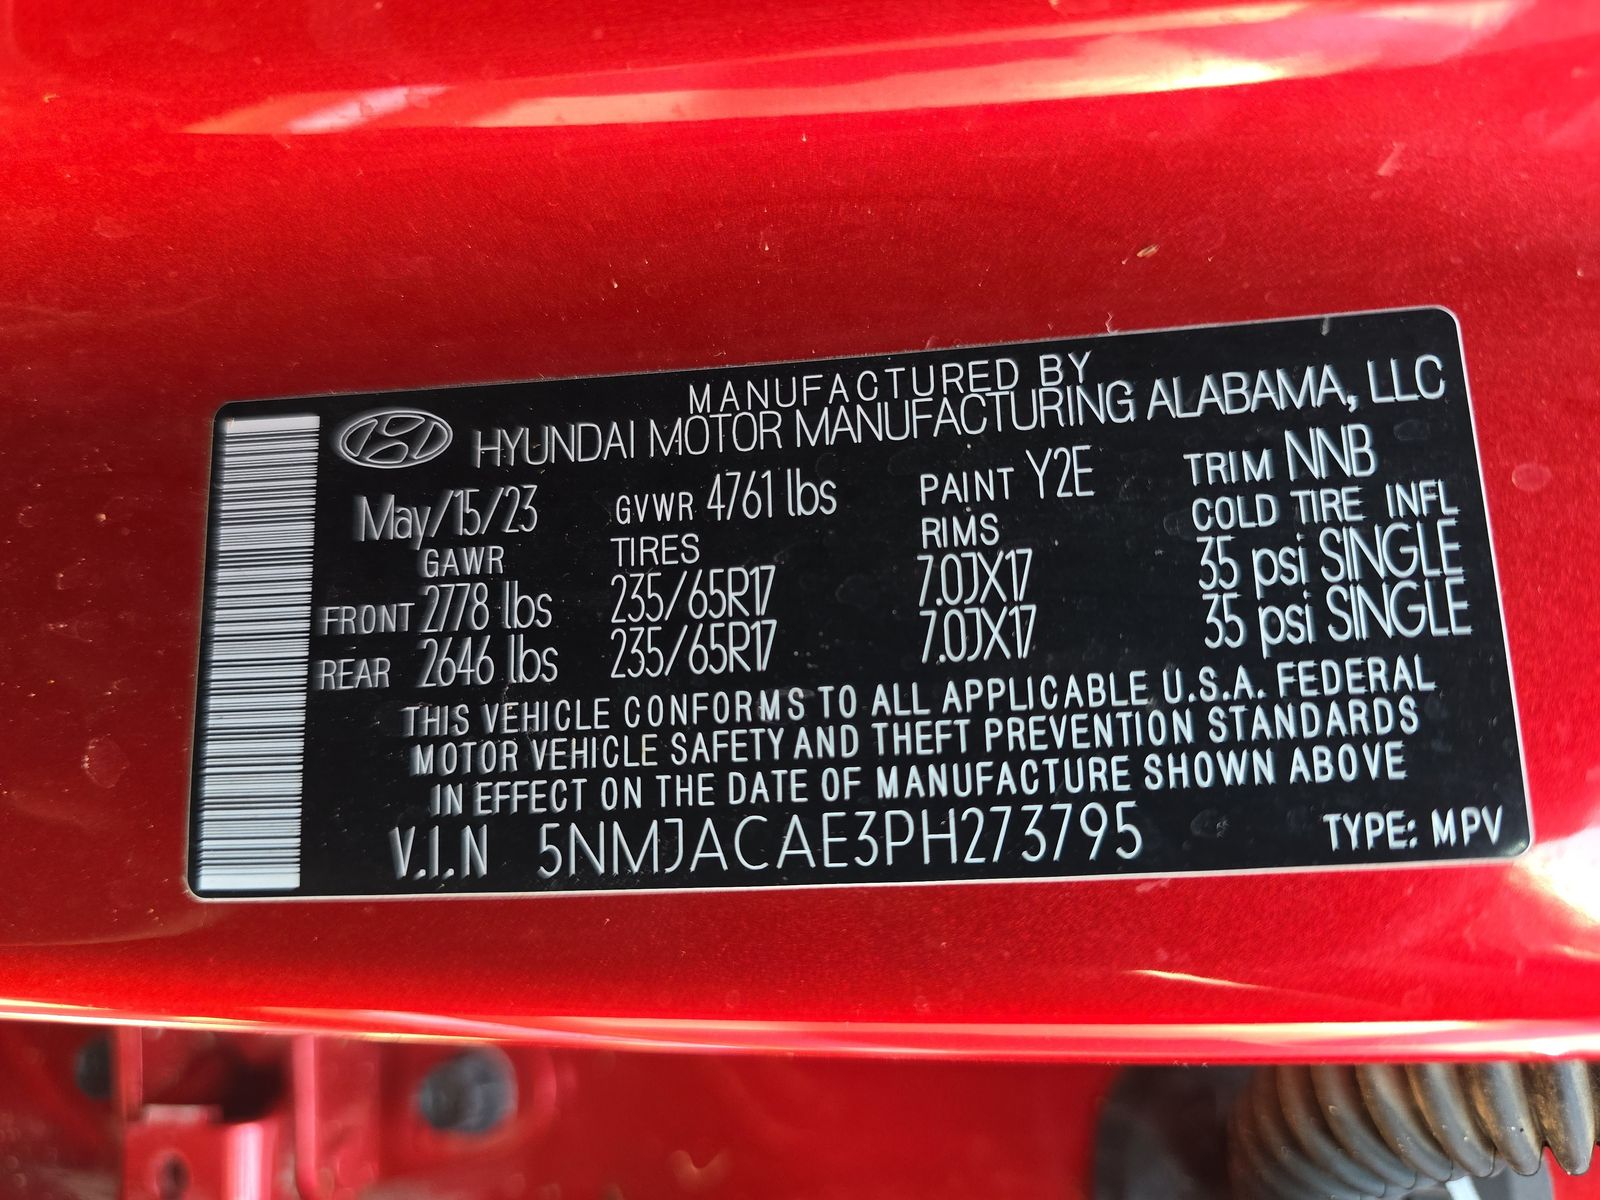 MANUFACTURED BY
HYUNDAI MOTOR MANUFACTURING ALABAMA, LLC
May/15/23 GVWR 4761 lbs PAINT Y2E TRIM NNB
GAWR TIRES RIMS COLD TIRE INFL
FRONT 2778 lbs 235/65R17 7.0JX17 35 psi SINGLE
REAR 2646 lbs 235/65R17 7.0JX17 35 psi SINGLE
THIS VEHICLE CONFORMS TO ALL APPLICABLE U.S.A. FEDERAL
MOTOR VEHICLE SAFETY AND THEFT PREVENTION STANDARDS
IN EFFECT ON THE DATE OF MANUFACTURE SHOWN ABOVE
V.I.N 5NMJACAE3PH273795 TYPE: MPV